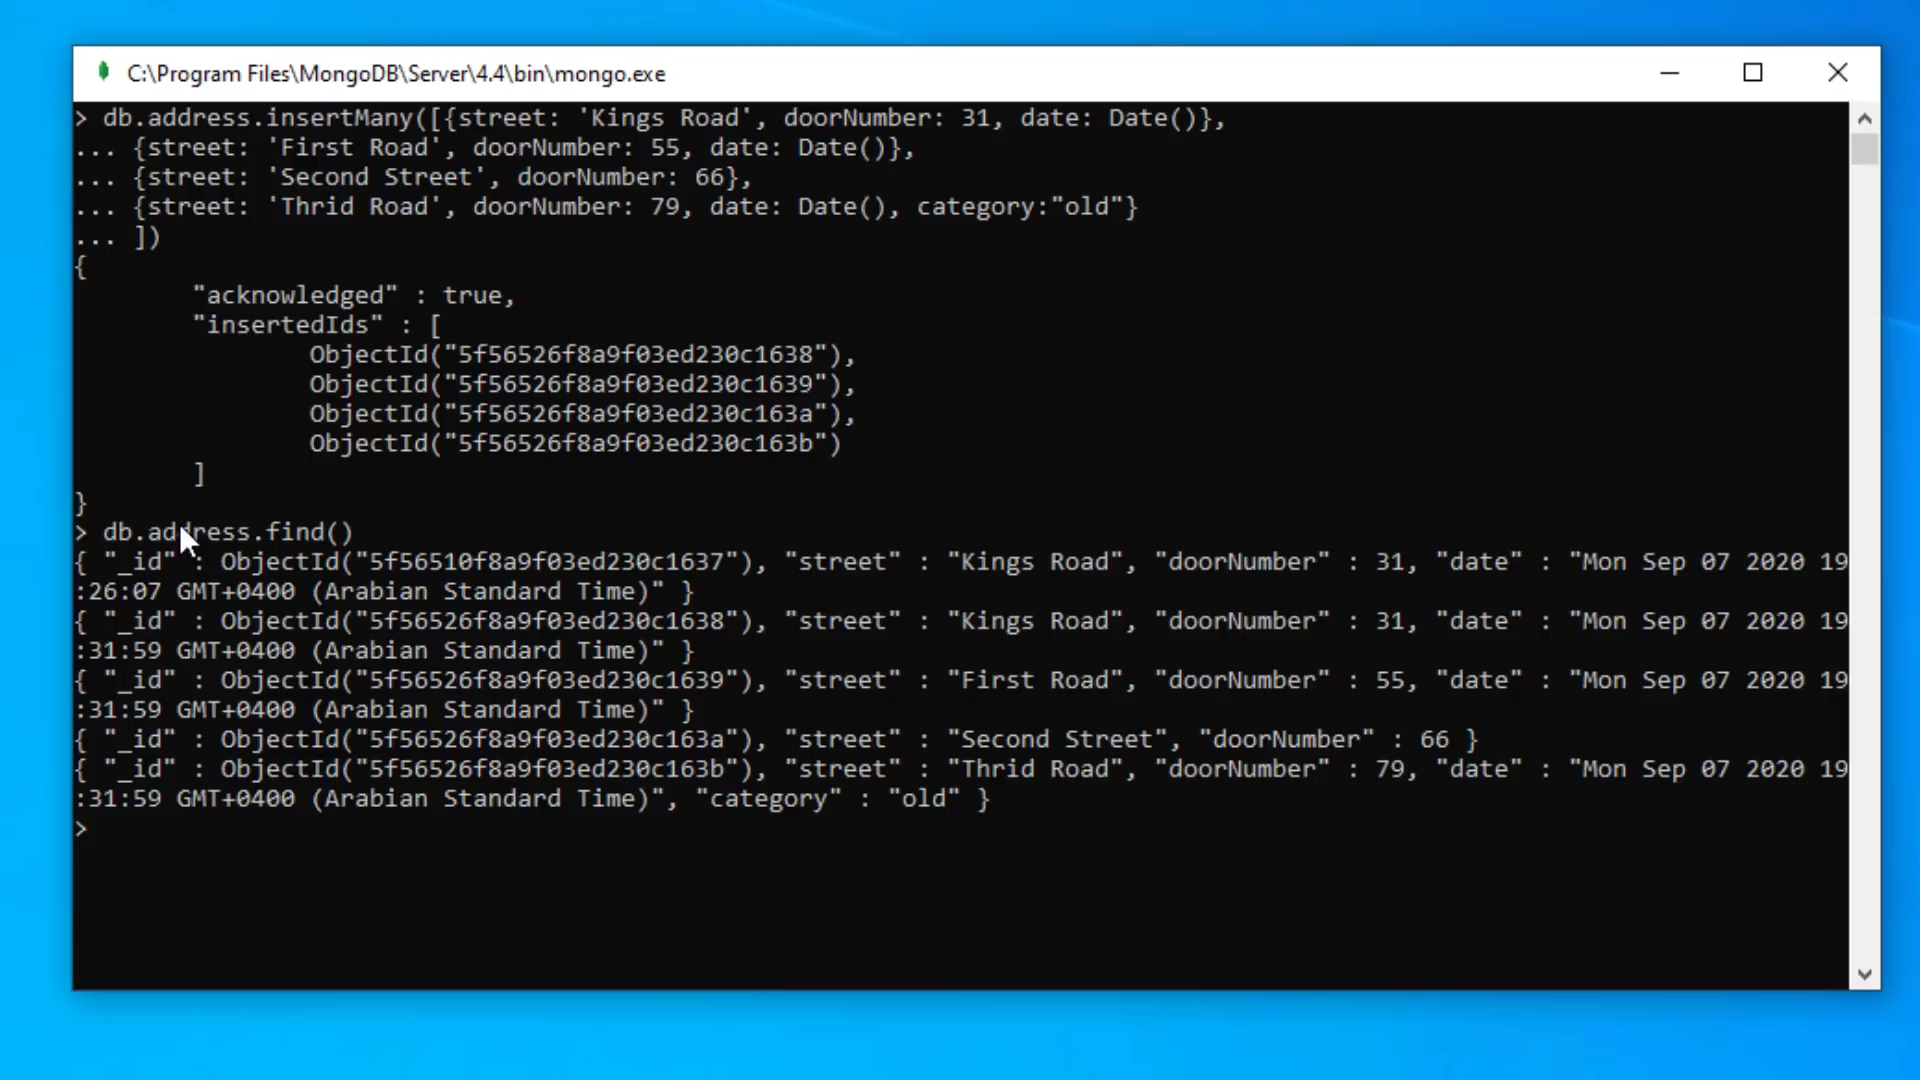 C:\Program Files\MongoDB\Server\4.4\bin\mongo.exe
> db.address.insertMany([{street: 'Kings Road', doorNumber: 31, date: Date()},
... {street: 'First Road', doorNumber: 55, date: Date()},
... {street: 'Second Street', doorNumber: 66},
... {street: 'Thrid Road', doorNumber: 79, date: Date(), category:"old"}
... ])
{
        "acknowledged" : true,
        "insertedIds" : [
                ObjectId("5f56526f8a9f03ed230c1638"),
                ObjectId("5f56526f8a9f03ed230c1639"),
                ObjectId("5f56526f8a9f03ed230c163a"),
                ObjectId("5f56526f8a9f03ed230c163b")
        ]
}
> db.address.find()
{ "_id" : ObjectId("5f56510f8a9f03ed230c1637"), "street" : "Kings Road", "doorNumber" : 31, "date" : "Mon Sep 07 2020 19
:26:07 GMT+0400 (Arabian Standard Time)" }
{ "_id" : ObjectId("5f56526f8a9f03ed230c1638"), "street" : "Kings Road", "doorNumber" : 31, "date" : "Mon Sep 07 2020 19
:31:59 GMT+0400 (Arabian Standard Time)" }
{ "_id" : ObjectId("5f56526f8a9f03ed230c1639"), "street" : "First Road", "doorNumber" : 55, "date" : "Mon Sep 07 2020 19
:31:59 GMT+0400 (Arabian Standard Time)" }
{ "_id" : ObjectId("5f56526f8a9f03ed230c163a"), "street" : "Second Street", "doorNumber" : 66 }
{ "_id" : ObjectId("5f56526f8a9f03ed230c163b"), "street" : "Thrid Road", "doorNumber" : 79, "date" : "Mon Sep 07 2020 19
:31:59 GMT+0400 (Arabian Standard Time)", "category" : "old" }
>